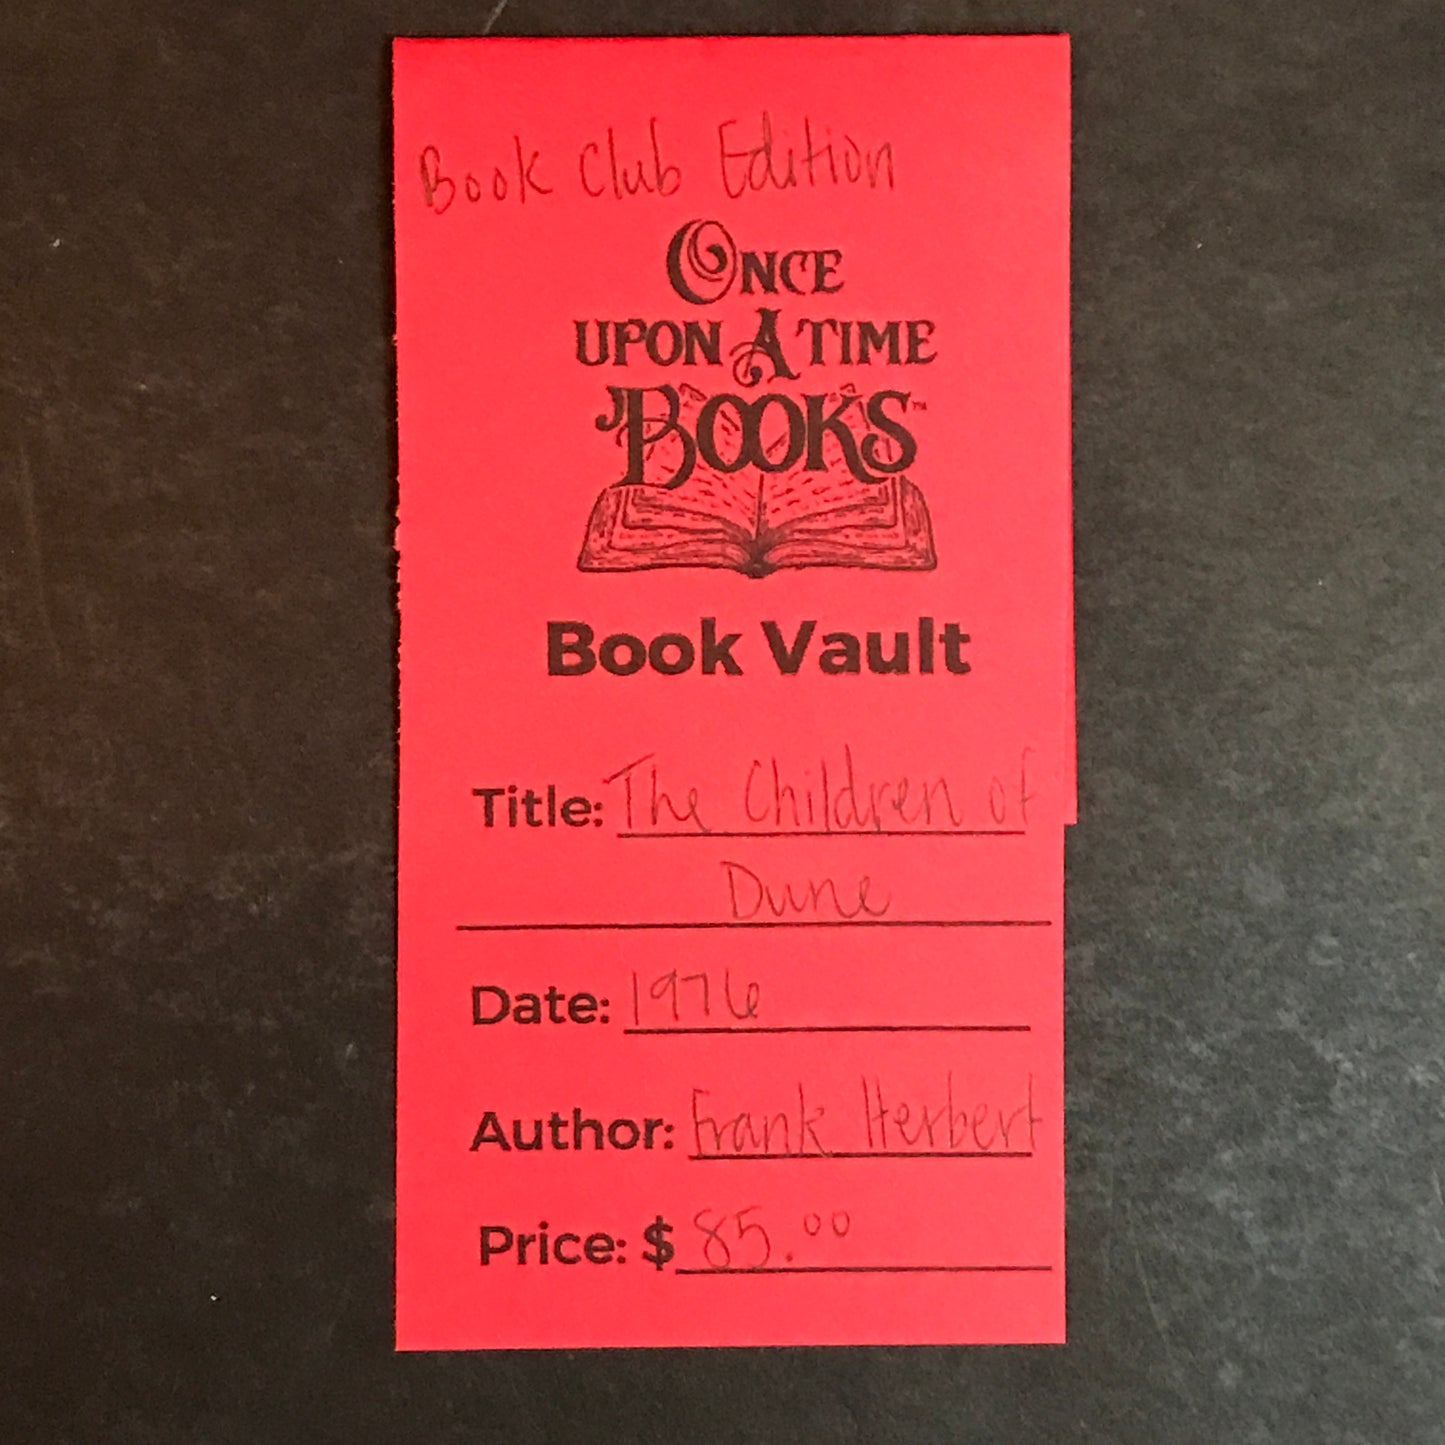 Book Club Edition
ONCE
UPON A TIME
BOOKS™
Book Vault
Title: The Children of
Dune
Date: 1976
Author: Frank Herbert
Price: $ 85.00